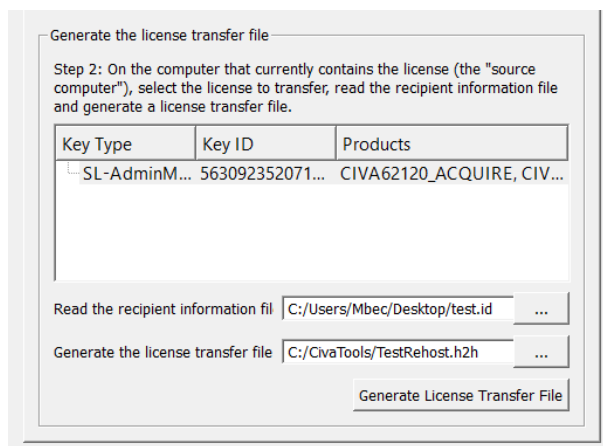 Generate the license transfer file
Step 2: On the computer that currently contains the license (the "source
computer"), select the license to transfer, read the recipient information file
and generate a license transfer file.
Key Type Key ID Products
SL-AdminM... 563092352071... CIVA62120_ACQUIRE, CIV...
Read the recipient information fil C:/Users/Mbec/Desktop/test.id ...
Generate the license transfer file C:/CivaTools/TestRehost.h2h ...
Generate License Transfer File